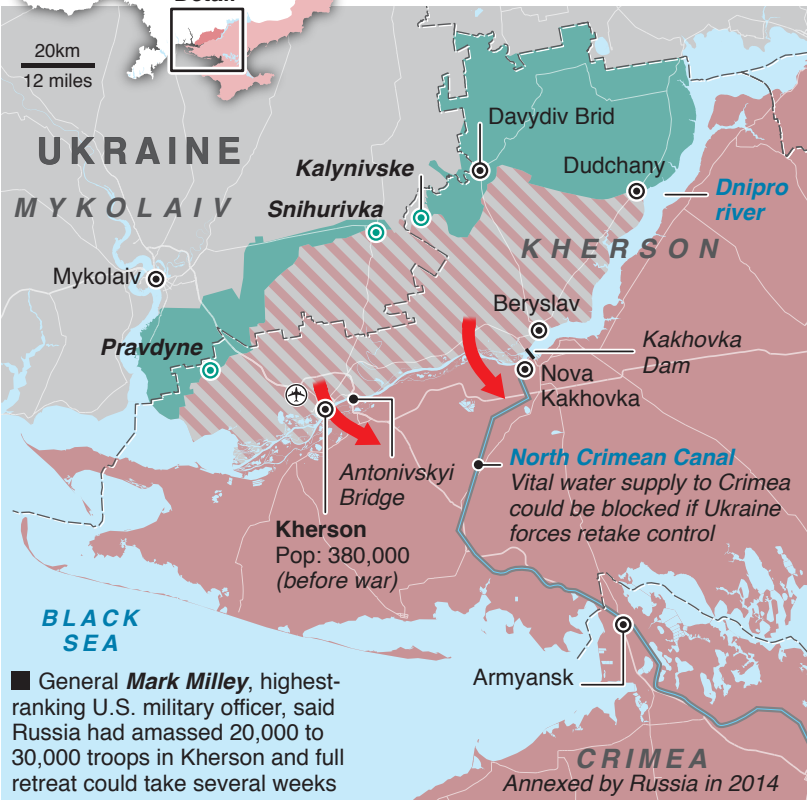 20km
12 miles
UKRAINE
MYKOLAIV
Davydiv Brid
Kalynivske
Dudchany
Snihurivka
Dnipro
river
KHERSON
Mykolaiv
Beryslav
Pravdyne
Kakhovka
Dam
Nova
Kakhovka
Antonivskyi
Bridge
North Crimean Canal
Vital water supply to Crimea
could be blocked if Ukraine
forces retake control
Kherson
Pop: 380,000
(before war)
BLACK
SEA
Armyansk
■ General Mark Milley, highest-
ranking U.S. military officer, said
Russia had amassed 20,000 to
30,000 troops in Kherson and full
retreat could take several weeks
CRIMEA
Annexed by Russia in 2014